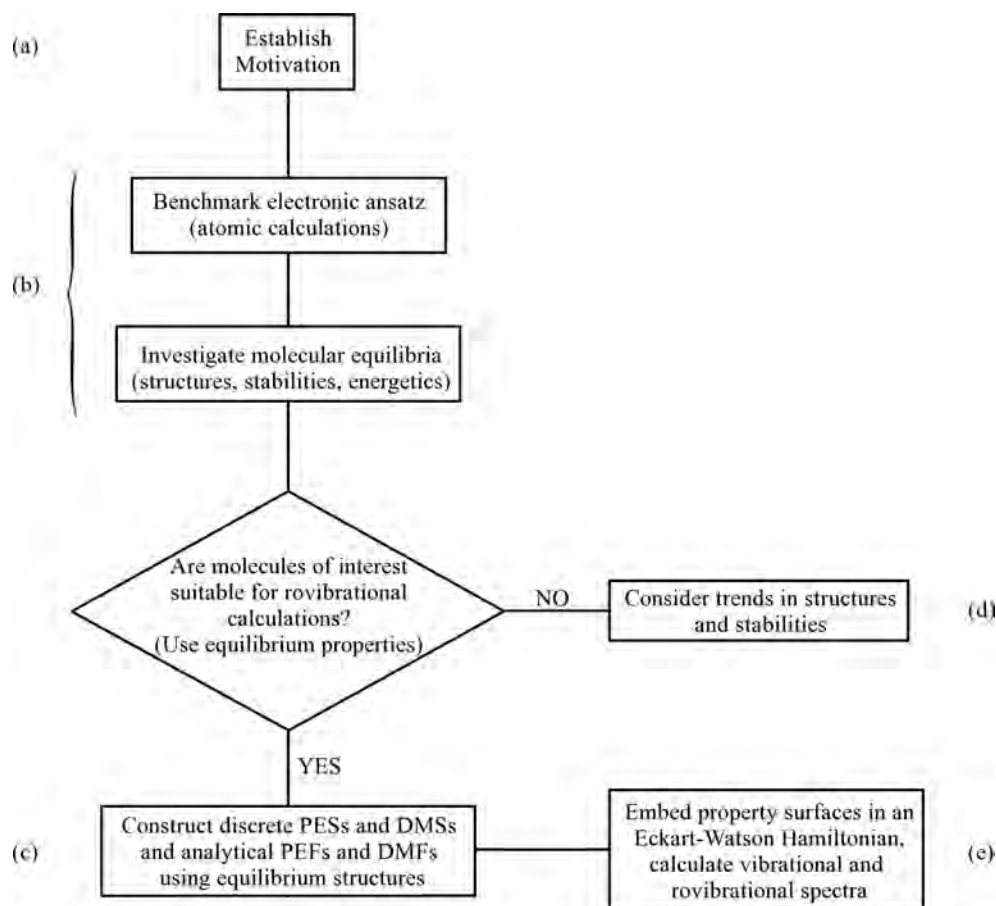 (a)
Establish
Motivation
(b)
Benchmark electronic ansatz
(atomic calculations)
Investigate molecular equilibria
(structures, stabilities, energetics)
Are molecules of interest
suitable for rovibrational
calculations?
(Use equilibrium properties)
NO
Consider trends in structures
and stabilities
(d)
YES
(c)
Construct discrete PESs and DMSs
and analytical PEFs and DMFs
using equilibrium structures
Embed property surfaces in an
Eckart-Watson Hamiltonian,
calculate vibrational and
rovibrational spectra
(e)